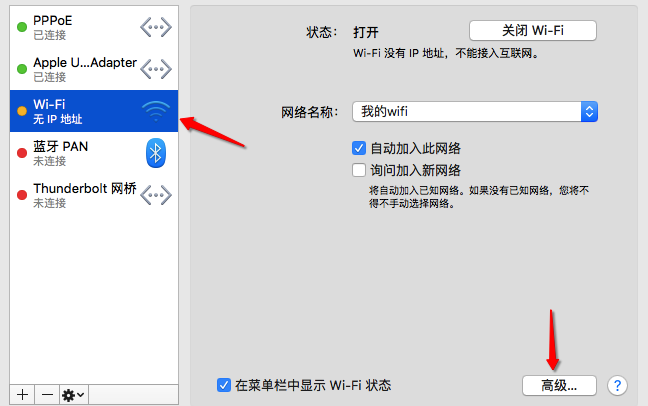 PPPoE
已连接
Apple U...Adapter
已连接
Wi-Fi
无 IP 地址
蓝牙 PAN
未连接
Thunderbolt 网桥
未连接
状态： 打开 关闭 Wi-Fi
Wi-Fi 没有 IP 地址，不能接入互联网。
网络名称： 我的wifi
自动加入此网络
询问加入新网络
将自动加入已知网络。如果没有已知网络，您将不
得不手动选择网络。
在菜单栏中显示 Wi-Fi 状态 高级... ?